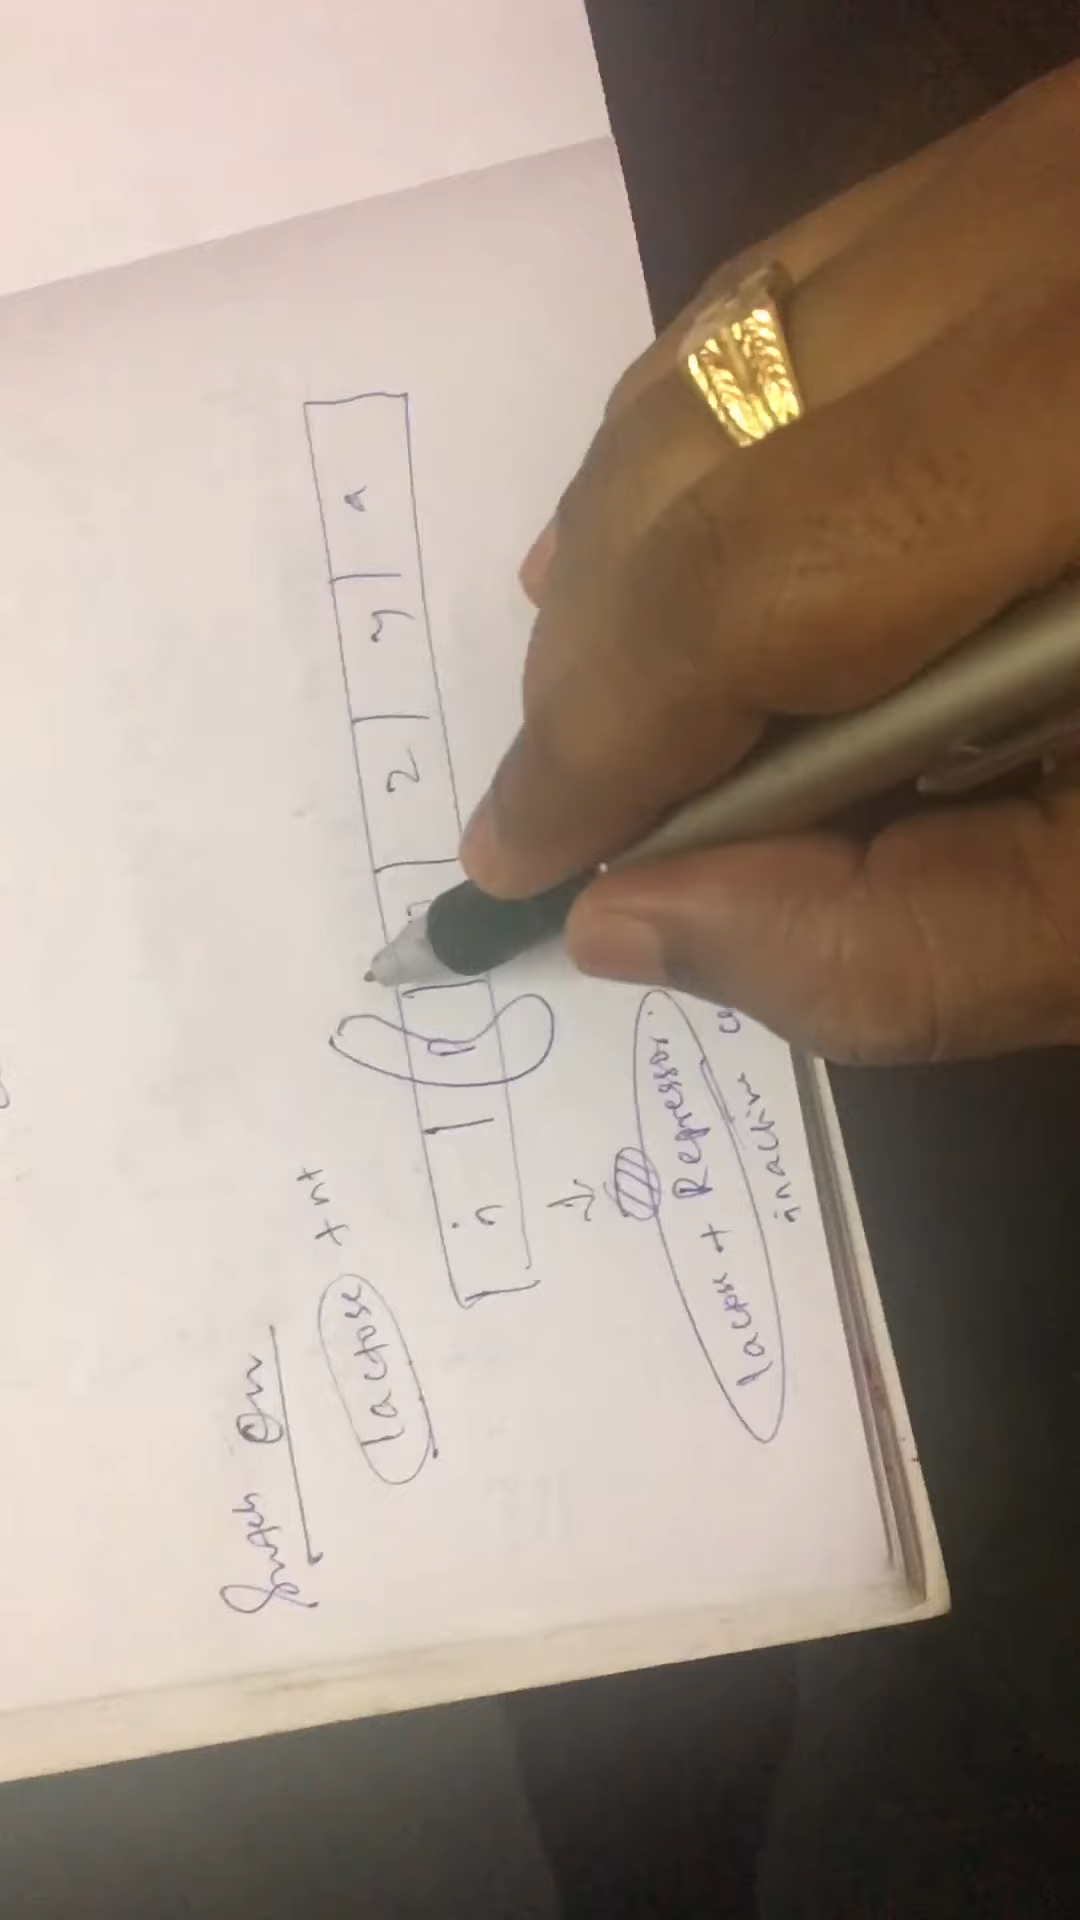 Switch On
lactose + nt
i P z y a
lactose + Repressor.
inactive